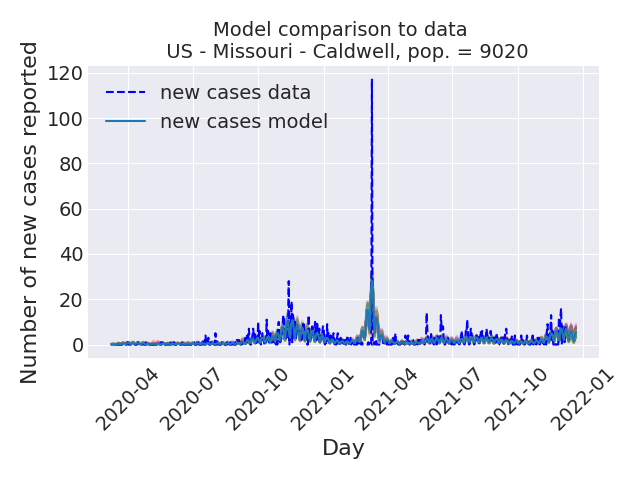 Model comparison to data
US - Missouri - Caldwell, pop. = 9020
Number of new cases reported
120
100
80
60
40
20
0
new cases data
new cases model
2020-04
2020-07
2020-10
2021-01
2021-04
2021-07
2021-10
2022-01
Day